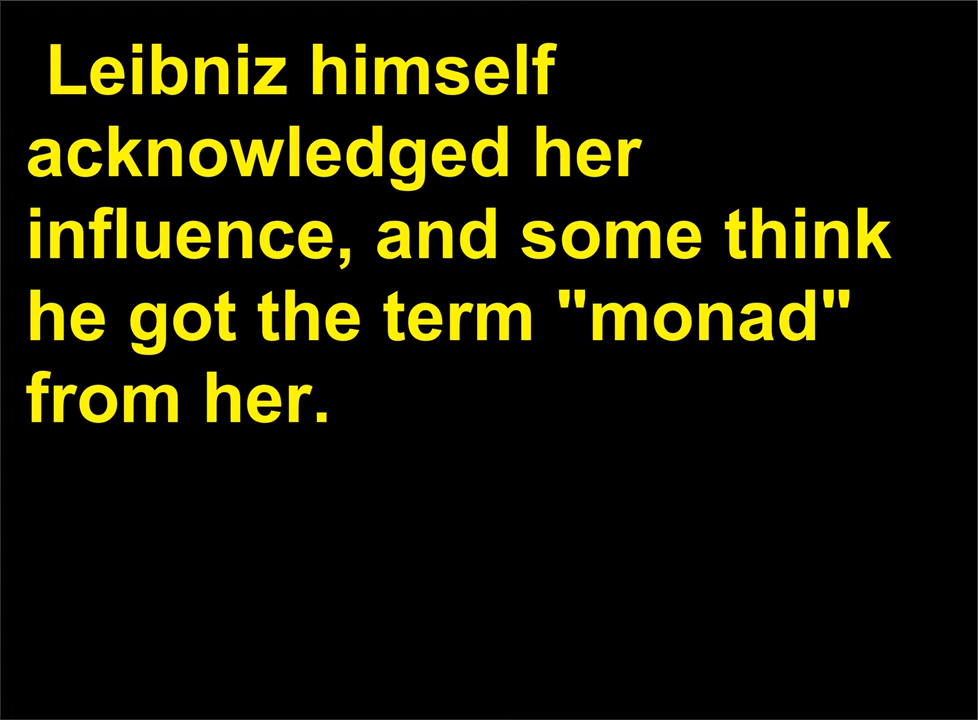 Leibniz himself
acknowledged her
influence, and some think
he got the term "monad"
from her.